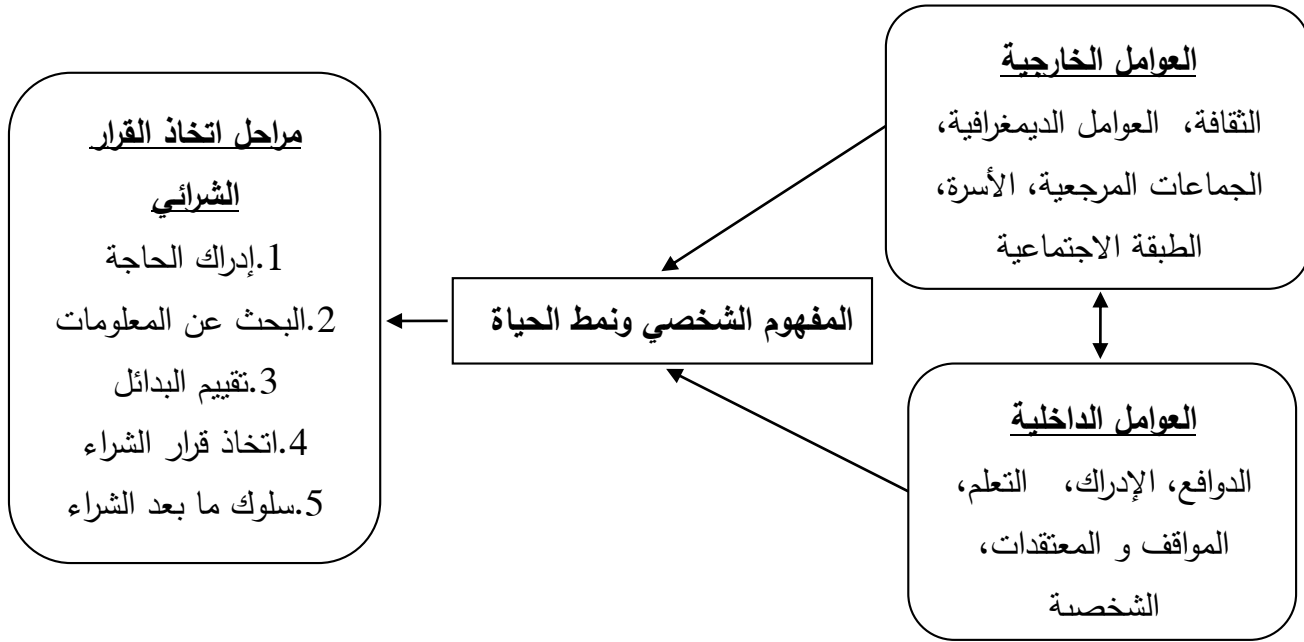 العوامل الخارجية
الثقافة، العوامل الديمغرافية،
الجماعات المرجعية، الأسرة،
الطبقة الاجتماعية
العوامل الداخلية
الدوافع، الإدراك، التعلم،
المواقف و المعتقدات،
الشخصية
المفهوم الشخصي ونمط الحياة
مراحل اتخاذ القرار
الشرائي
1.إدراك الحاجة
2.البحث عن المعلومات
3.تقييم البدائل
4.اتخاذ قرار الشراء
5.سلوك ما بعد الشراء